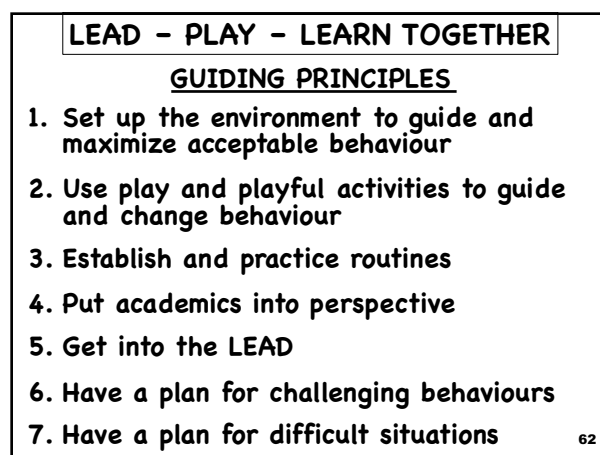 LEAD – PLAY – LEARN TOGETHER
GUIDING PRINCIPLES
1. Set up the environment to guide and
maximize acceptable behaviour
2. Use play and playful activities to guide
and change behaviour
3. Establish and practice routines
4. Put academics into perspective
5. Get into the LEAD
6. Have a plan for challenging behaviours
7. Have a plan for difficult situations
62